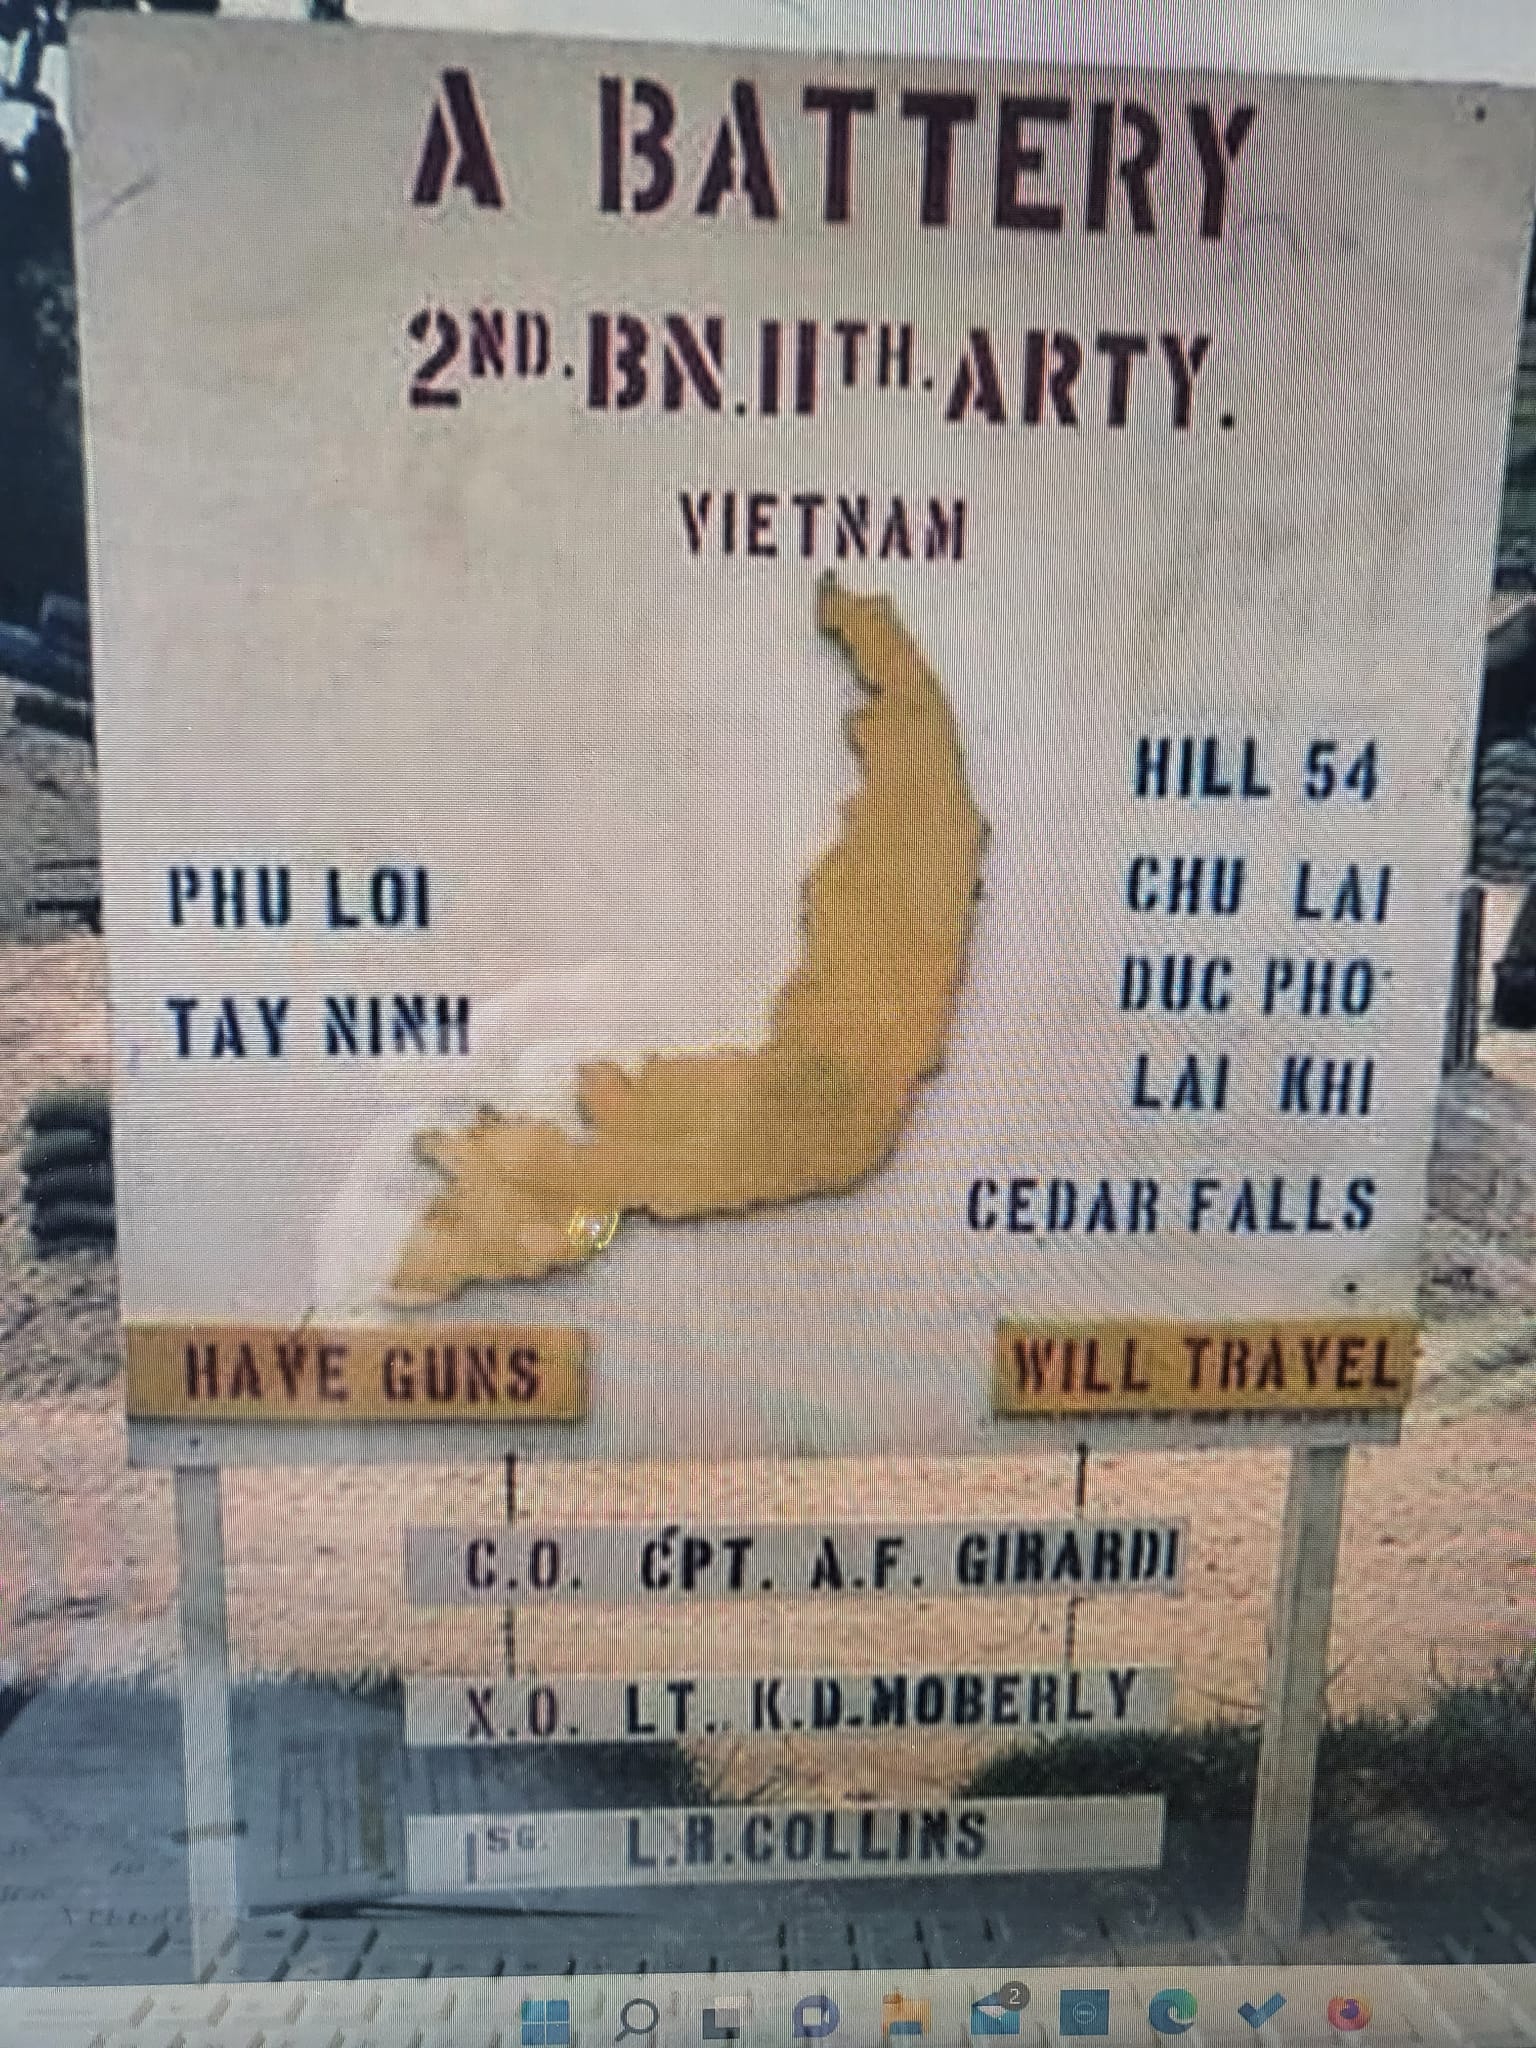 A BATTERY
2ND. BN. 11TH. ARTY.
VIETNAM
HILL 54
PHU LOI
CHU LAI
DUC PHO
TAY NINH
LAI KHI
CEDAR FALLS
HAVE GUNS
WILL TRAVEL
C.O. CPT. A.F. GIRARDI
X.O. LT. K.D. MOBERLY
1SG. L.R. COLLINS
2